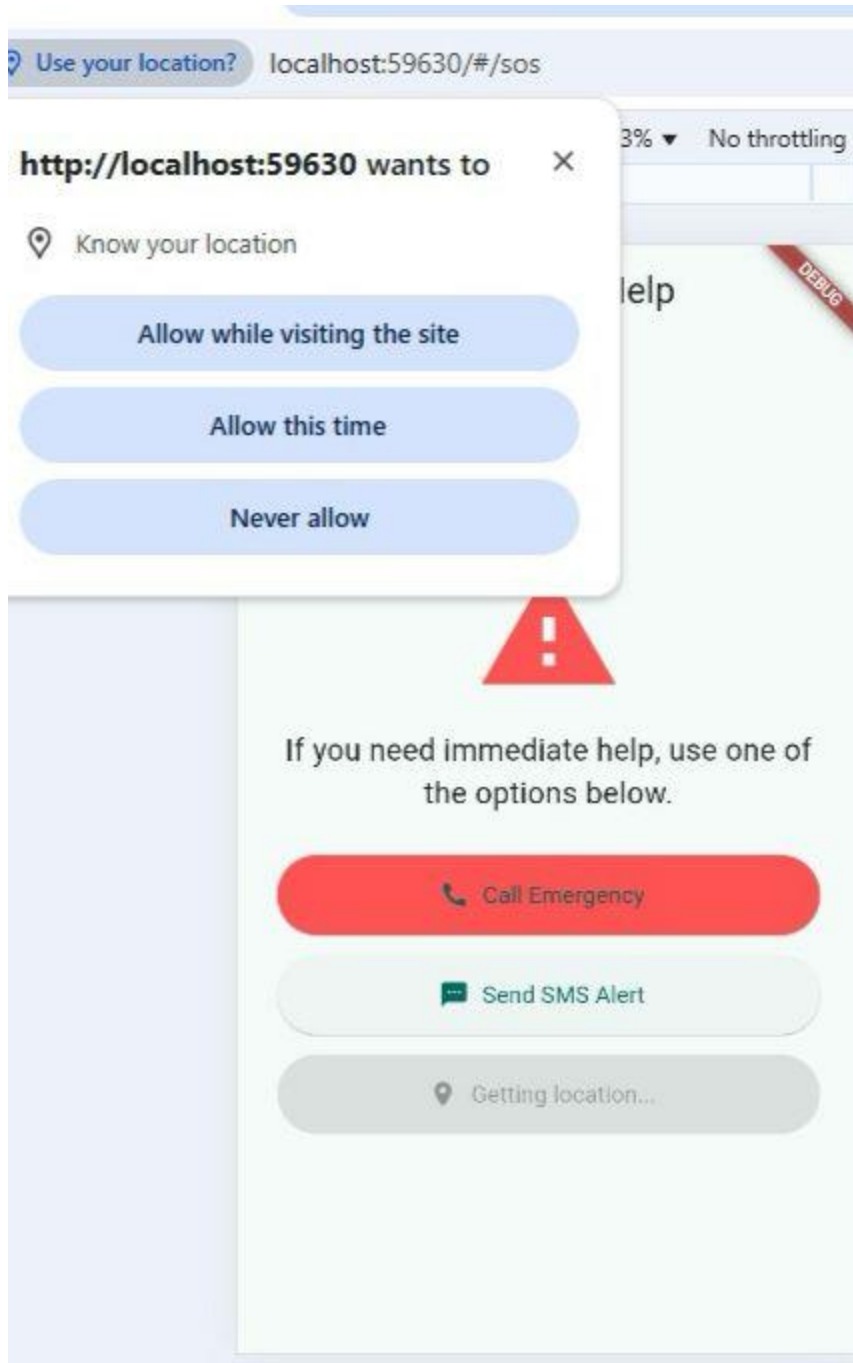 Use your location? localhost:59630/#/sos
http://localhost:59630 wants to
3% No throttling
Know your location
elp
DEBUG
Allow while visiting the site
Allow this time
Never allow
If you need immediate help, use one of
the options below.
Call Emergency
Send SMS Alert
Getting location...